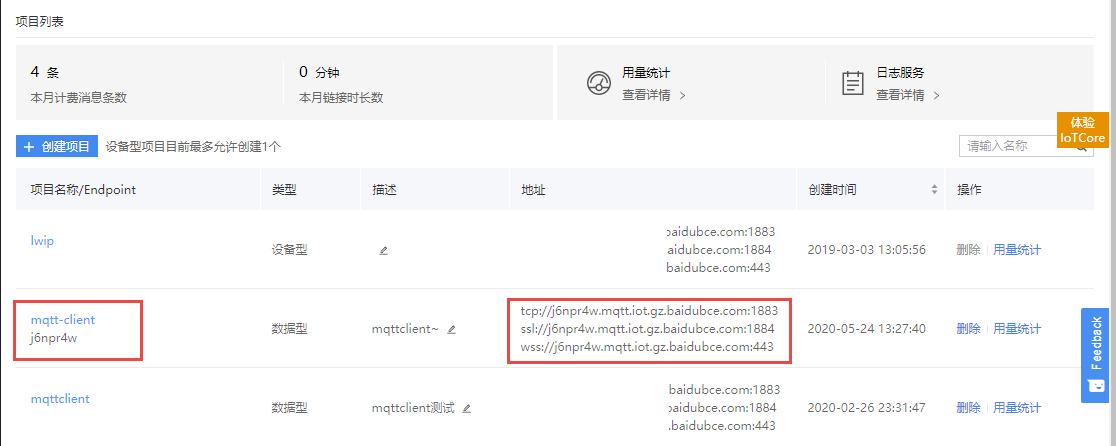 项目列表
4 条
本月计费消息条数
0 分钟
本月链接时长数
用量统计
查看详情
日志服务
查看详情
体验
IoTCore
创建项目
设备型项目目前最多允许创建1个
请输入名称
项目名称/Endpoint 类型 描述 地址 创建时间 操作
lwip
设备型
baidubce.com:1883
baidubce.com:1884
baidubce.com:443
2019-03-03 13:05:56
删除 用量统计
mqtt-client
j6npr4w
数据型
mqttclient~
tcp://j6npr4w.mqtt.iot.gz.baidubce.com:1883
ssl://j6npr4w.mqtt.iot.gz.baidubce.com:1884
wss://j6npr4w.mqtt.iot.gz.baidubce.com:443
2020-05-24 13:27:40
删除 用量统计
Feedback
mqttclient
数据型
mqttclient测试
baidubce.com:1883
baidubce.com:1884
.baidubce.com:443
2020-02-26 23:31:47
删除 用量统计